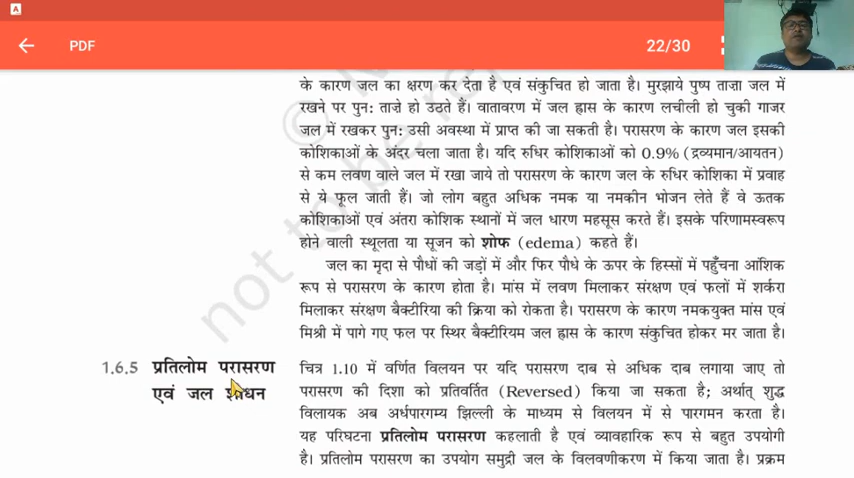 A
PDF
22/30
के कारण जल का क्षरण कर देता है एवं संकुचित हो जाता है। मुरझाये पुष्प ताज़ा जल में
रखने पर पुन: ताज़े हो उठते हैं। वातावरण में जल ह्रास के कारण लचीली हो चुकी गाजर
जल में रखकर पुन: उसी अवस्था में प्राप्त की जा सकती है। परासरण के कारण जल इसकी
कोशिकाओं के अंदर चला जाता है। यदि रुधिर कोशिकाओं को 0.9% (द्रव्यमान/आयतन)
से कम लवण वाले जल में रखा जाये तो परासरण के कारण जल के रुधिर कोशिका में प्रवाह
से ये फूल जाती हैं। जो लोग बहुत अधिक नमक या नमकीन भोजन लेते हैं वे ऊतक
कोशिकाओं एवं अंतरा कोशिक स्थानों में जल धारण महसूस करते हैं। इसके परिणामस्वरूप
होने वाली स्थूलता या सूजन को शोफ (edema) कहते हैं।
जल का मृदा से पौधों की जड़ों में और फिर पौधे के ऊपर के हिस्सों में पहुँचना आंशिक
रूप से परासरण के कारण होता है। मांस में लवण मिलाकर संरक्षण एवं फलों में शर्करा
मिलाकर संरक्षण बैक्टीरिया की क्रिया को रोकता है। परासरण के कारण नमकयुक्त मांस एवं
मिश्री में पागे गए फल पर स्थिर बैक्टीरियम जल ह्रास के कारण संकुचित होकर मर जाता है।
1.6.5 प्रतिलोम परासरण
एवं जल शोधन
चित्र 1.10 में वर्णित विलयन पर यदि परासरण दाब से अधिक दाब लगाया जाए तो
परासरण की दिशा को प्रतिवर्तित (Reversed) किया जा सकता है; अर्थात् शुद्ध
विलायक अब अर्धपारगम्य झिल्ली के माध्यम से विलयन में से पारगमन करता है।
यह परिघटना प्रतिलोम परासरण कहलाती है एवं व्यावहारिक रूप से बहुत उपयोगी
है। प्रतिलोम परासरण का उपयोग समुद्री जल के विलवणीकरण में किया जाता है। प्रक्रम
not to be re